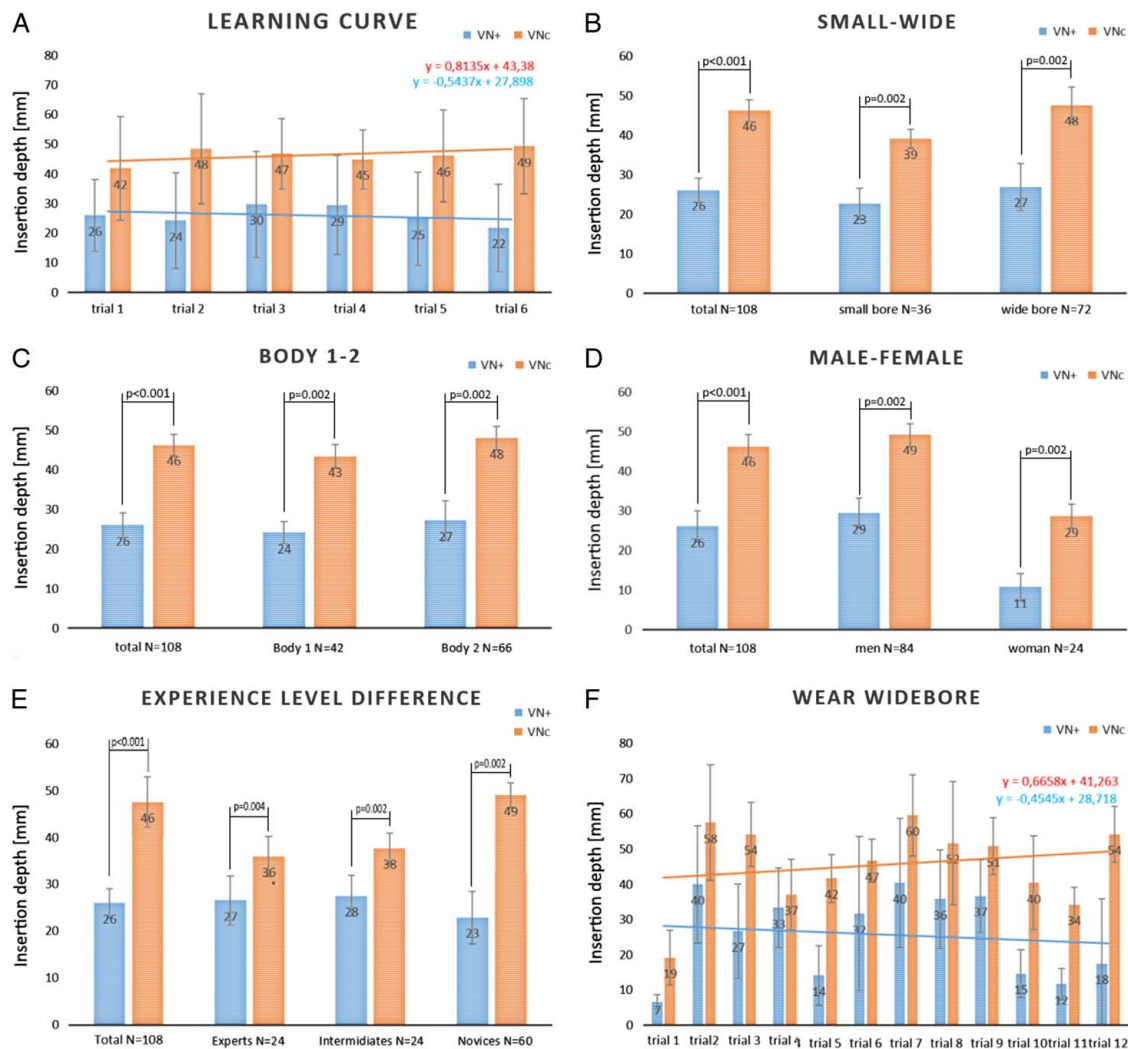 A
LEARNING CURVE
VN+ VNc
Insertion depth [mm]
80
70
60
50
40
30
20
10
0
y = 0,8135x + 43,38
y = -0,5437x + 27,898
26 42 24 48 30 47 29 45 25 46 22 49
trial 1 trial 2 trial 3 trial 4 trial 5 trial 6
B
SMALL-WIDE
VN+ VNc
Insertion depth [mm]
60
50
40
30
20
10
0
p<0.001 p=0.002 p=0.002
26 46 23 39 27 48
total N=108 small bore N=36 wide bore N=72
C
BODY 1-2
VN+ VNc
Insertion depth [mm]
60
50
40
30
20
10
0
p<0.001 p=0.002 p=0.002
26 46 24 43 27 48
total N=108 Body 1 N=42 Body 2 N=66
D
MALE-FEMALE
VN+ VNc
Insertion depth [mm]
60
50
40
30
20
10
0
p<0.001 p=0.002 p=0.002
26 46 29 49 11 29
total N=108 men N=84 woman N=24
E
EXPERIENCE LEVEL DIFFERENCE
VN+
VNc
Insertion depth [mm]
60
50
40
30
20
10
0
p<0.001 p=0.004 p=0.002 p=0.002
26 46 27 36 28 38 23 49
Total N=108 Experts N=24 Intermidiates N=24 Novices N=60
F
WEAR WIDEBORE
VN+ VNc
Insertion depth [mm]
80
70
60
50
40
30
20
10
0
y = 0,6658x + 41,263
y = -0,4545x + 28,718
7 19 40 58 27 54 33 37 14 42 32 47 40 60 36 52 37 51 15 40 12 34 18 54
trial 1 trial2 trial 3 trial 4 trial 5 trial 6 trial 7 trial 8 trial 9 trial 10 trial 11 trial 12